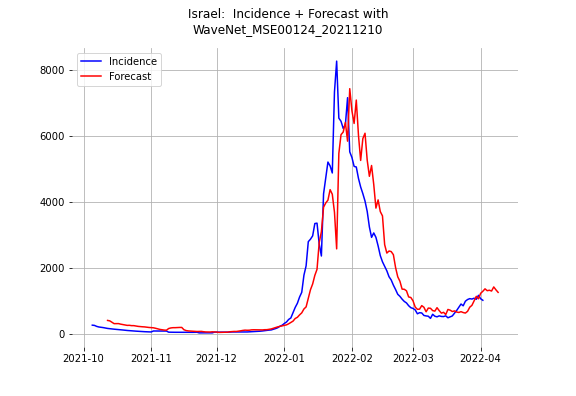 Israel:  Incidence + Forecast with
WaveNet_MSE00124_20211210
Incidence
Forecast
8000
6000
4000
2000
0
2021-10 2021-11 2021-12 2022-01 2022-02 2022-03 2022-04